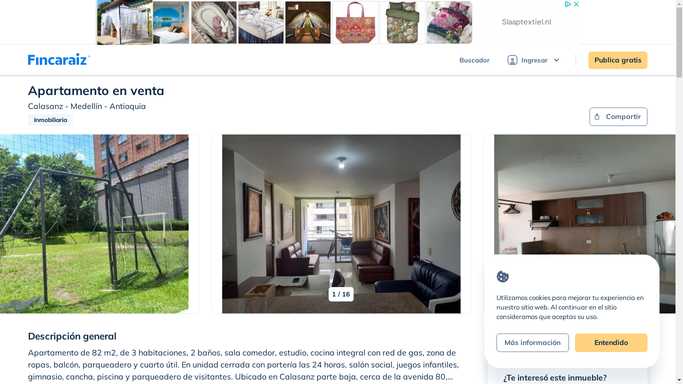 Slaaptextiel.nl
Fincaraiz
Buscador
Ingresar
Publica gratis
Apartamento en venta
Calasanz - Medellín - Antioquia
Inmobiliaria
Compartir
1 / 16
Utilizamos cookies para mejorar tu experiencia en
nuestro sitio web. Al continuar en el sitio
consideramos que aceptas su uso.
Más información
Entendido
Descripción general
Apartamento de 82 m2, de 3 habitaciones, 2 baños, sala comedor, estudio, cocina integral con red de gas, zona de
ropas, balcón, parqueadero y cuarto útil. En unidad cerrada con portería las 24 horas, salón social, juegos infantiles,
gimnasio, cancha, piscina y parqueadero de visitantes. Ubicado en Calasanz parte baja, cerca de la avenida 80,...
¿Te interesó este inmueble?